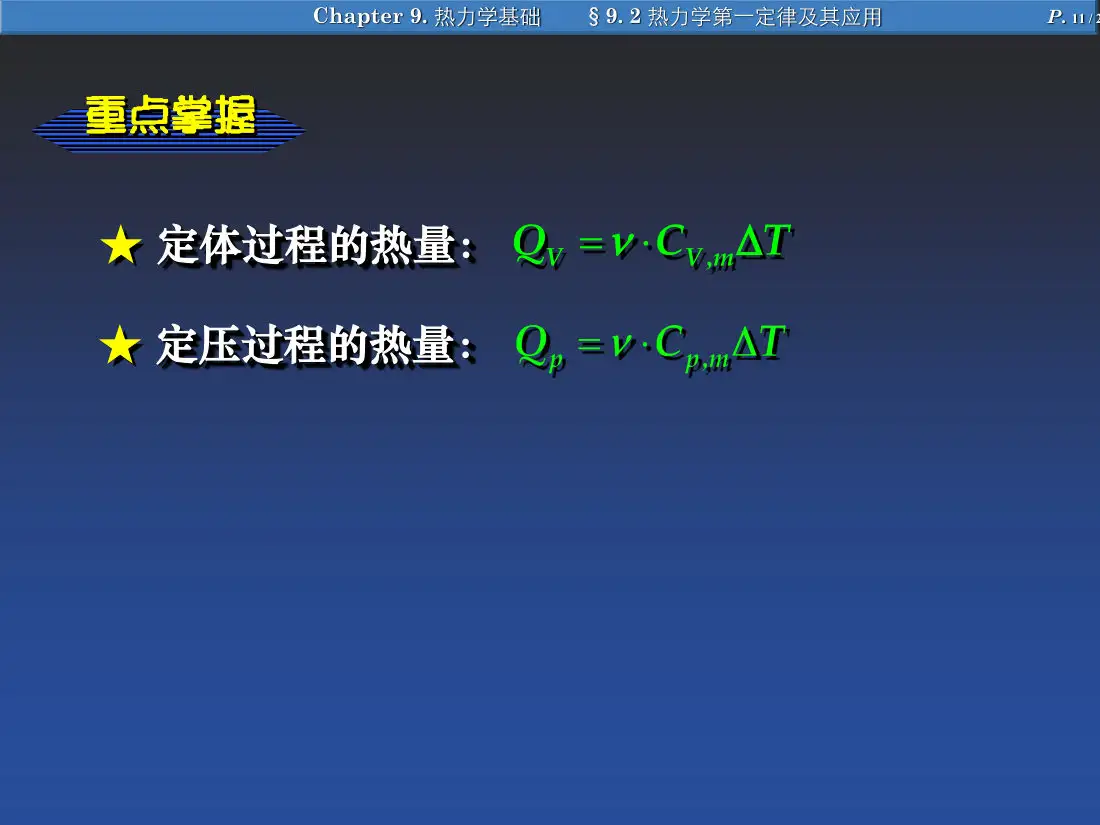 Chapter 9. 热力学基础 §9. 2 热力学第一定律及其应用 P. 11/2
重点掌握
★ 定体过程的热量： Q_V = ν · C_{V,m}ΔT
★ 定压过程的热量： Q_p = ν · C_{p,m}ΔT